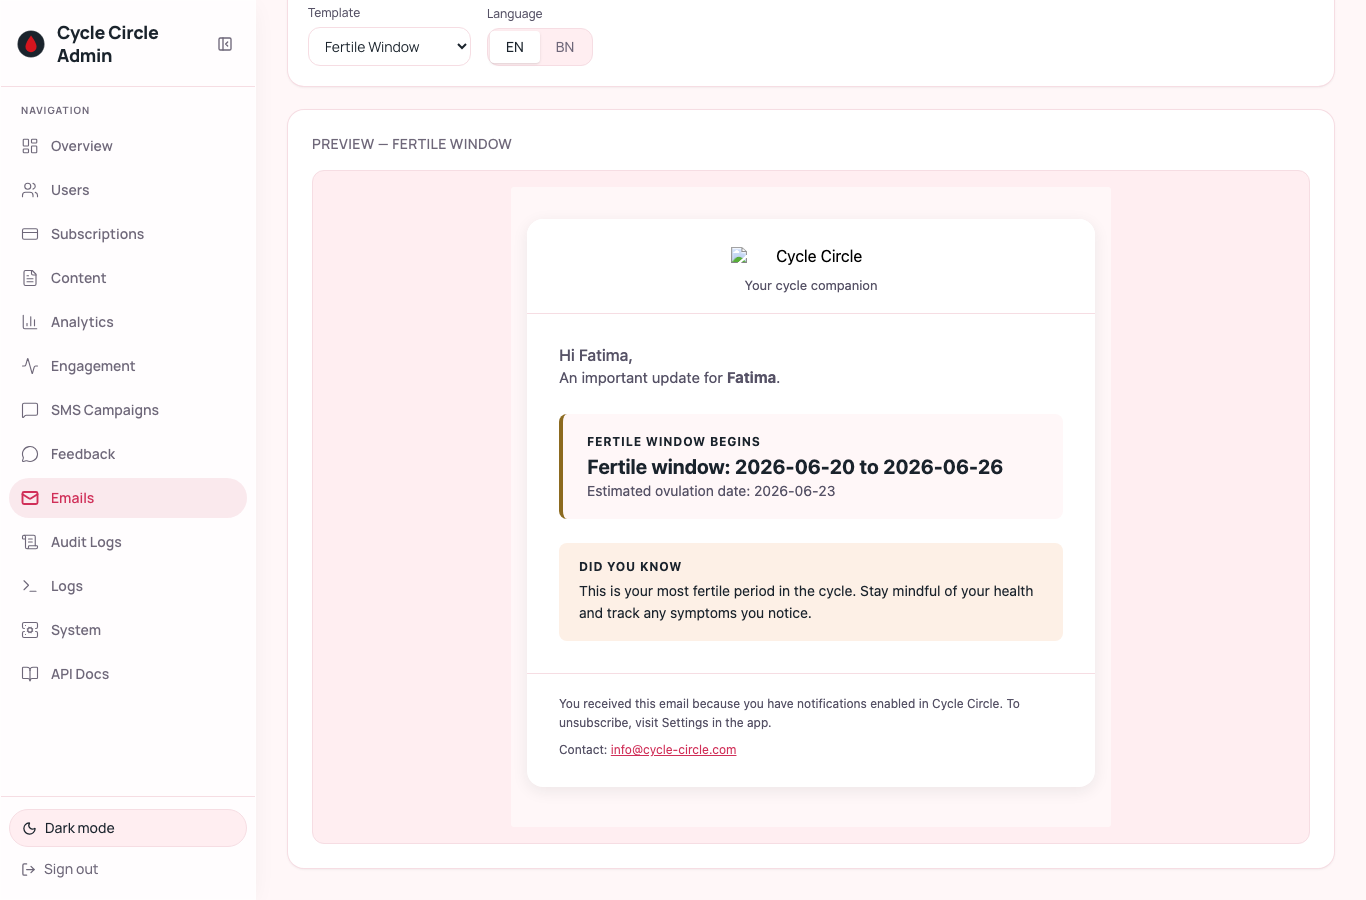 Cycle Circle
Admin
NAVIGATION
Overview
Users
Subscriptions
Content
Analytics
Engagement
SMS Campaigns
Feedback
Emails
Audit Logs
Logs
System
API Docs
Dark mode
Sign out
Template
Language
Fertile Window
EN
BN
PREVIEW — FERTILE WINDOW
Cycle Circle
Your cycle companion
Hi Fatima,
An important update for Fatima.
FERTILE WINDOW BEGINS
Fertile window: 2026-06-20 to 2026-06-26
Estimated ovulation date: 2026-06-23
DID YOU KNOW
This is your most fertile period in the cycle. Stay mindful of your health
and track any symptoms you notice.
You received this email because you have notifications enabled in Cycle Circle. To
unsubscribe, visit Settings in the app.
Contact: info@cycle-circle.com